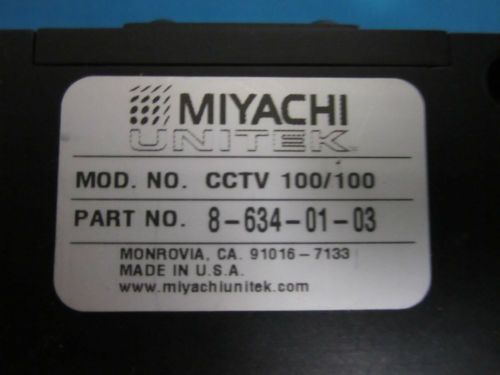 MIYACHI
UNITEK
MOD. NO. CCTV 100/100
PART NO. 8-634-01-03
MONROVIA, CA. 91016-7133
MADE IN U.S.A.
www.miyachiunitek.com